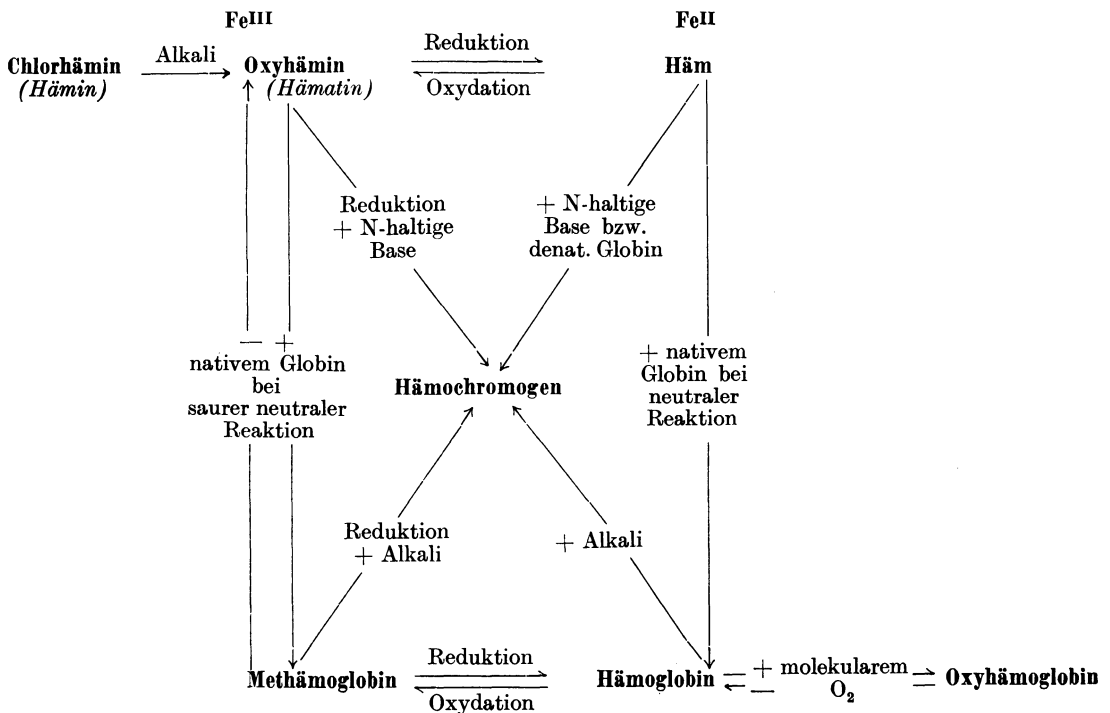 FeIII FeII
Chlorhämin Alkali Oxyhämin Reduktion Häm
(Hämin) (Hämatin) Oxydation
Reduktion
+ N-haltige
Base
+ N-haltige
Base bzw.
denat. Globin
— +
nativem Globin
bei
saurer neutraler
Reaktion
Hämochromogen
+ nativem
Globin bei
neutraler
Reaktion
Reduktion
+ Alkali
+ Alkali
Methämoglobin Reduktion Hämoglobin + molekularem Oxyhämoglobin
Oxydation — O2